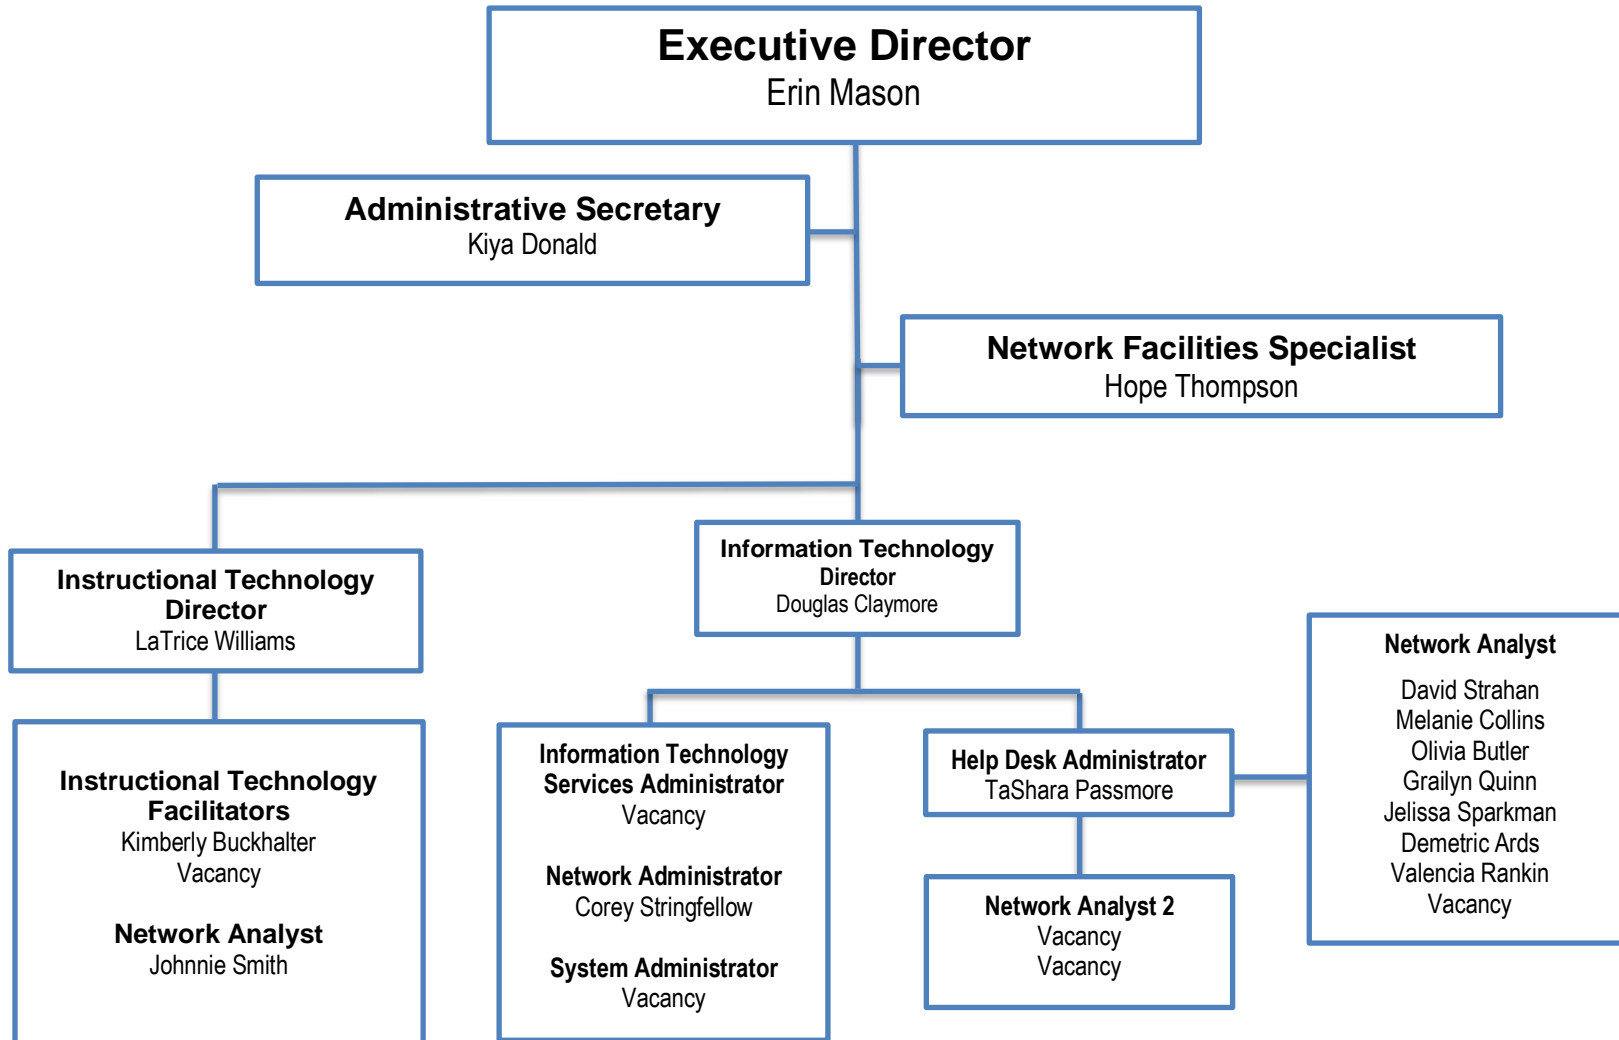 Executive Director
Erin Mason
Administrative Secretary
Kiya Donald
Network Facilities Specialist
Hope Thompson
Instructional Technology
Director
LaTrice Williams
Information Technology
Director
Douglas Claymore
Instructional Technology
Facilitators
Kimberly Buckhalter
Vacancy
Network Analyst
Johnnie Smith
Information Technology
Services Administrator
Vacancy
Network Administrator
Corey Stringfellow
System Administrator
Vacancy
Help Desk Administrator
TaShara Passmore
Network Analyst 2
Vacancy
Vacancy
Network Analyst
David Strahan
Melanie Collins
Olivia Butler
Grailyn Quinn
Jelissa Sparkman
Demetric Ards
Valencia Rankin
Vacancy